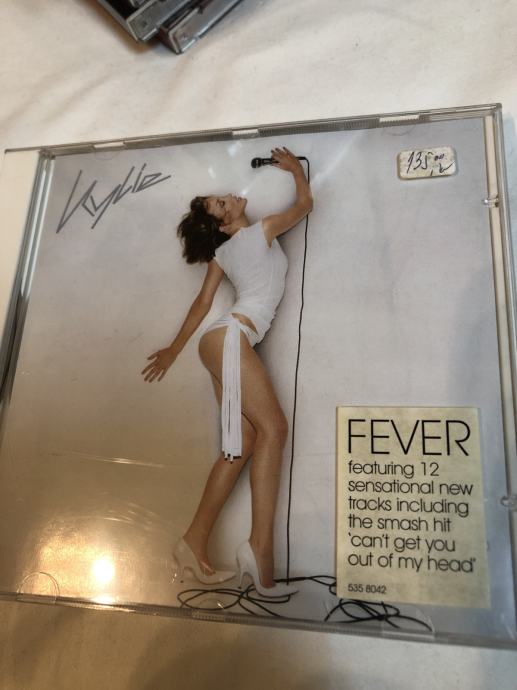 Kylie
135 00
FEVER
featuring 12
sensational new
tracks including
the smash hit
'can't get you
out of my head'
535 8042